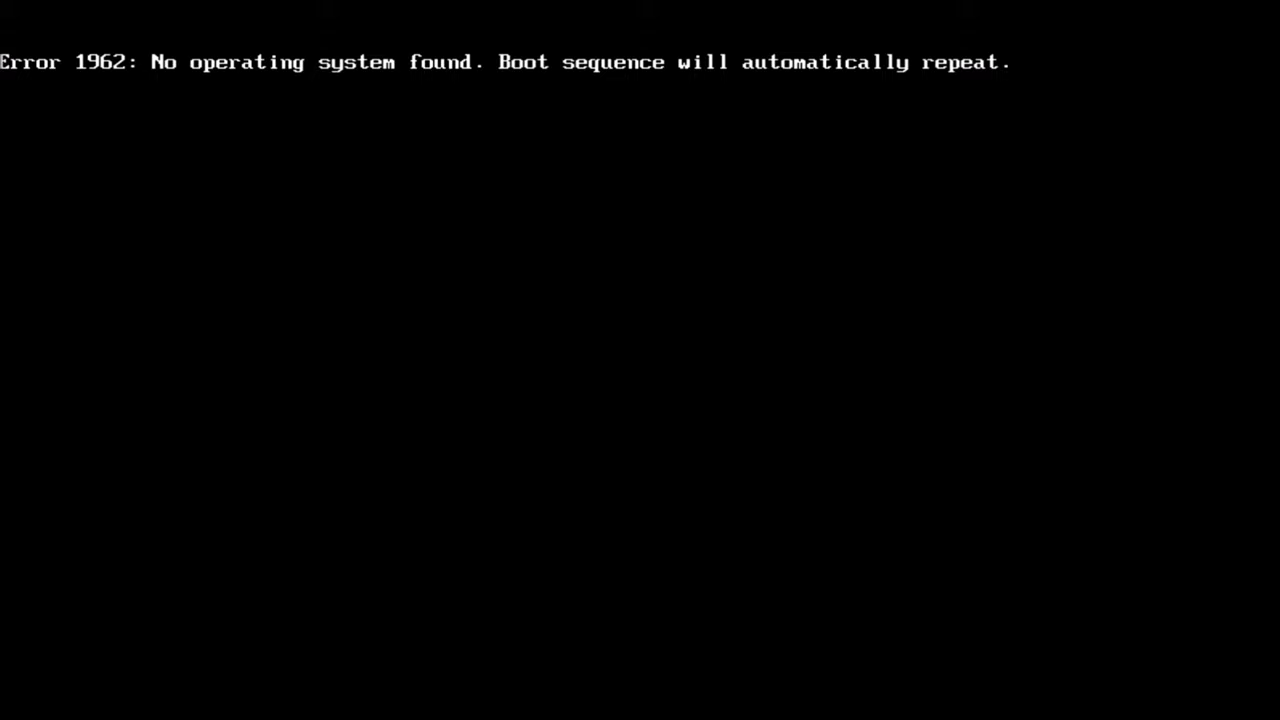 Error 1962: No operating system found. Boot sequence will automatically repeat.